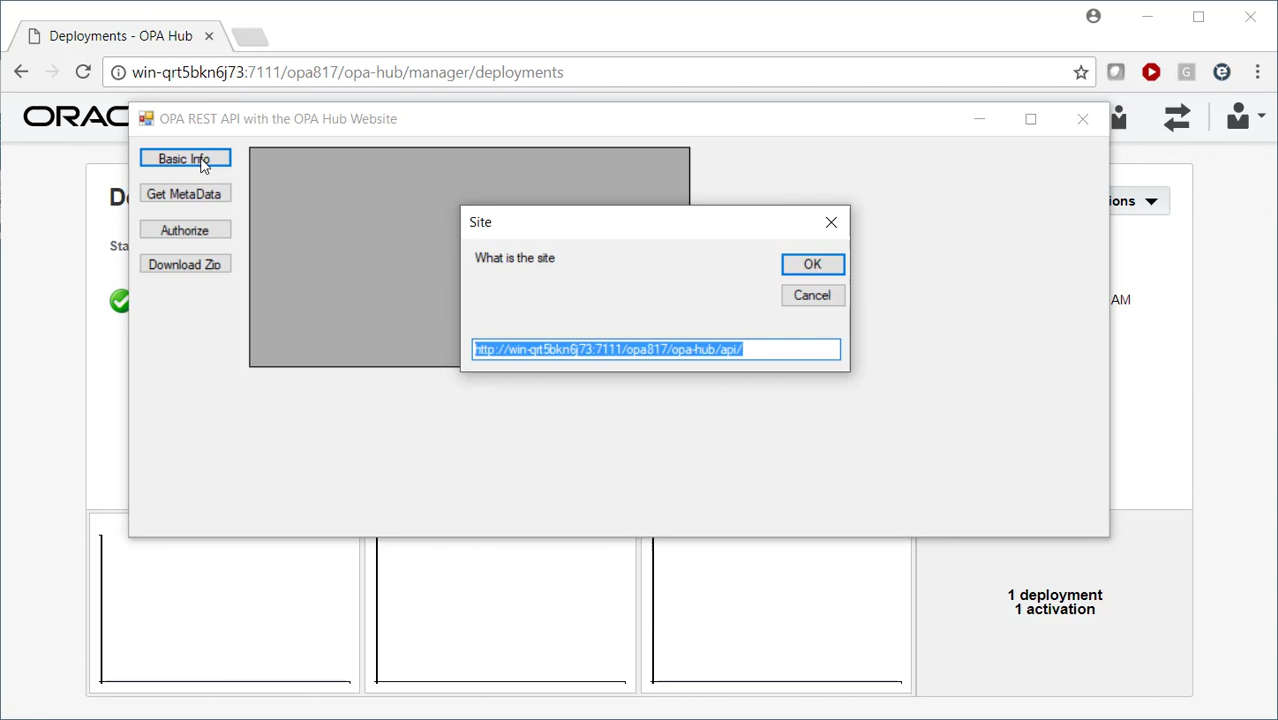 Deployments - OPA Hub
win-qrt5bkn6j73:7111/opa817/opa-hub/manager/deployments
G
ORAC
OPA REST API with the OPA Hub Website
Basic Info
Get MetaData
Authorize
Download Zip
De
Sta
Site
What is the site
OK
Cancel
http://win-qrt5bkn6j73:7111/opa817/opa-hub/api/
ions
AM
1 deployment
1 activation